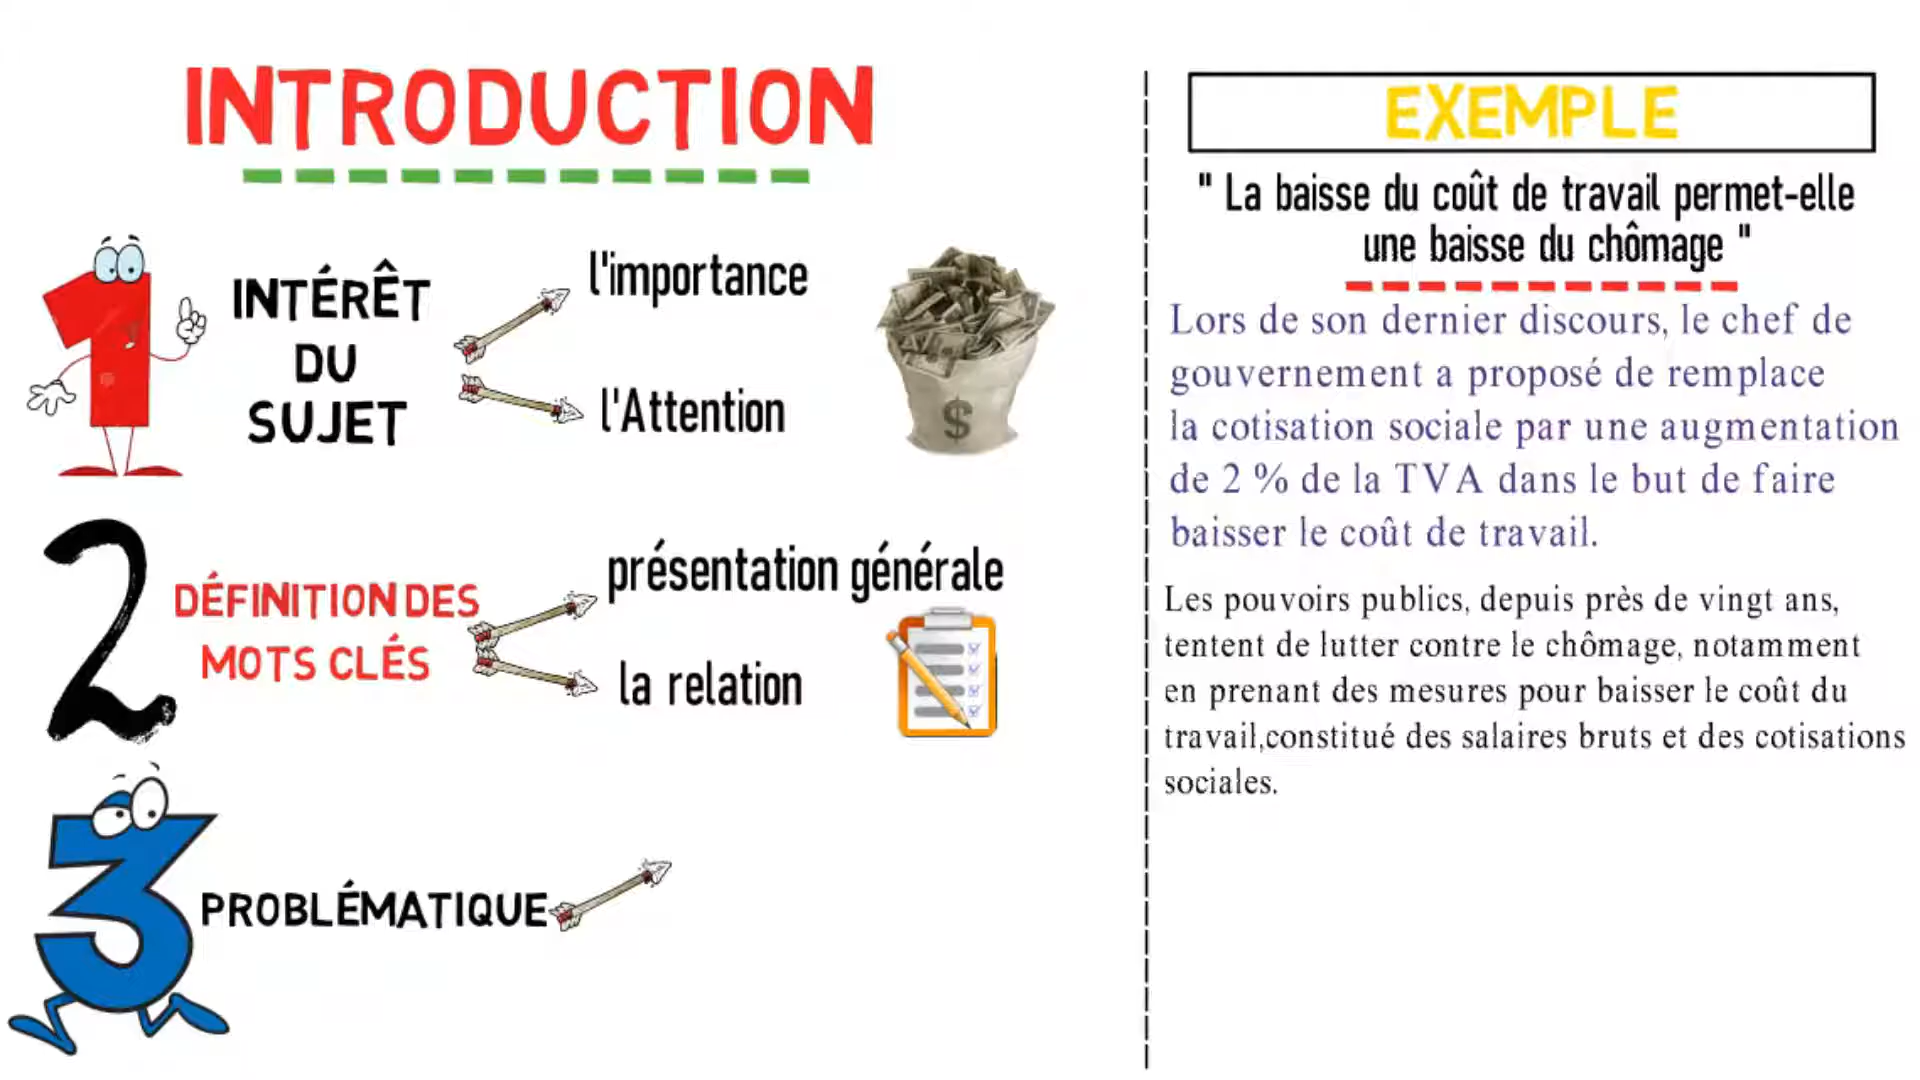 INTRODUCTION
INTÉRÊT
DU
SUJET
l'importance
l'Attention
$
DÉFINITION DES
MOTS CLÉS
présentation générale
la relation
PROBLÉMATIQUE
EXEMPLE
" La baisse du coût de travail permet-elle
une baisse du chômage "
Lors de son dernier discours, le chef de
gouvernement a proposé de remplace
la cotisation sociale par une augmentation
de 2 % de la TVA dans le but de faire
baisser le coût de travail.
Les pouvoirs publics, depuis près de vingt ans,
tentent de lutter contre le chômage, notamment
en prenant des mesures pour baisser le coût du
travail,constitué des salaires bruts et des cotisations
sociales.